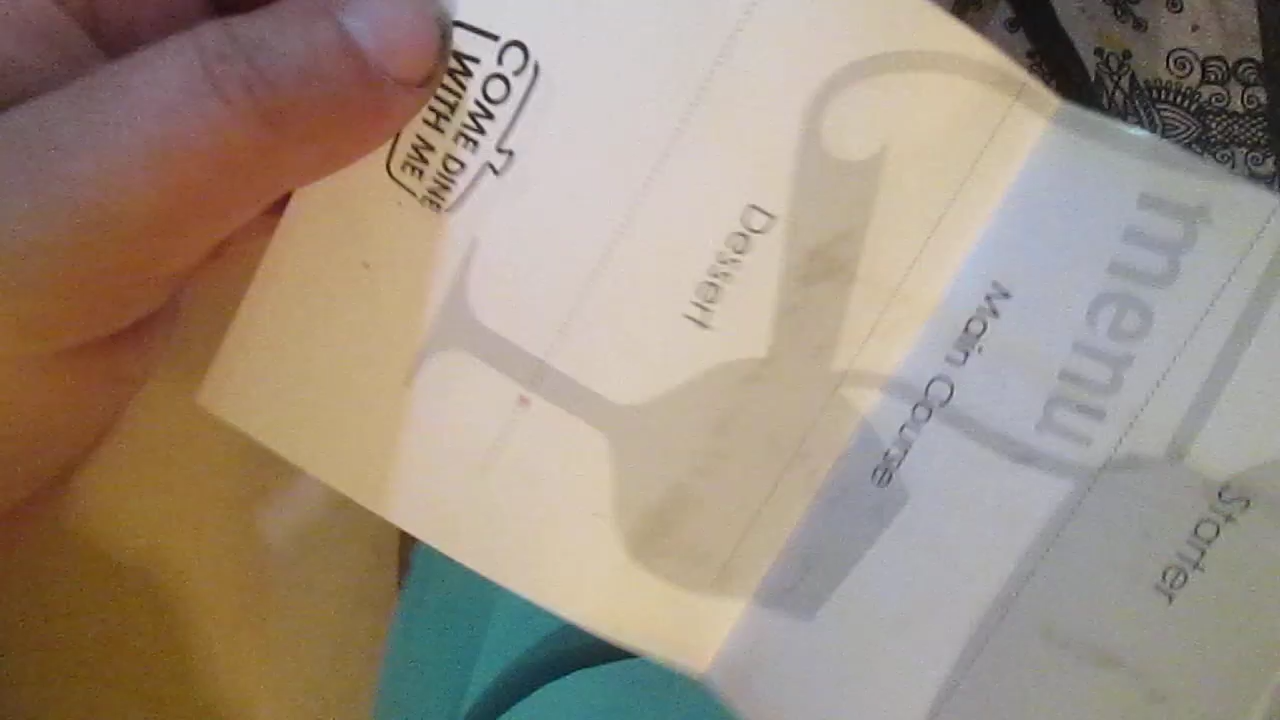 menu
Starter
Main Course
Dessert
COME DINE
WITH ME